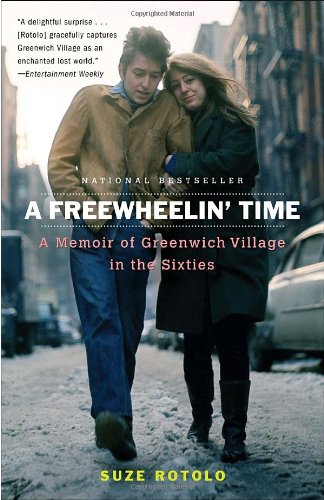 "A delightful surprise . . .
[Rotolo] gracefully captures
Greenwich Village as an
enchanted lost world."
—Entertainment Weekly
NATIONAL BESTSELLER
A FREEWHEELIN' TIME
A Memoir of Greenwich Village
in the Sixties
SUZE ROTOLO